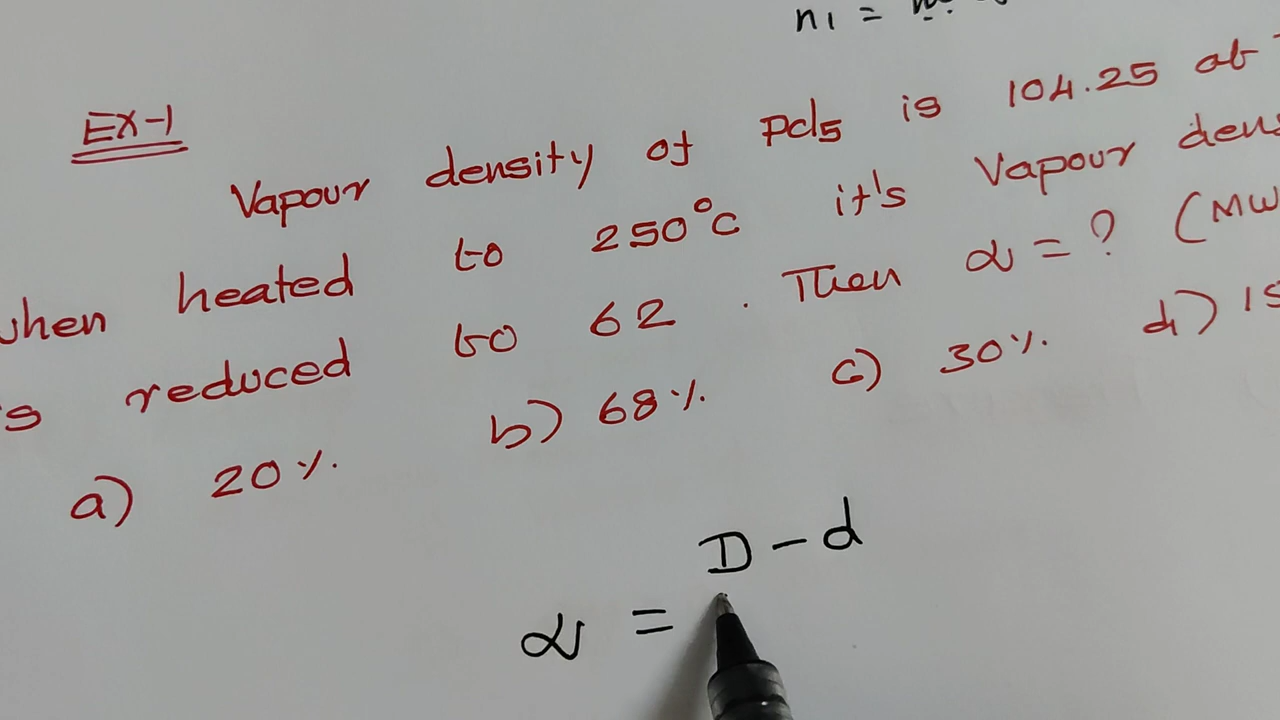 n1 =
EX-1
Vapour density of pcl5 is 104.25 at
when heated to 250°C it's Vapour
reduced to 62 . Then α = ? (MW
a) 20% b) 68% c) 30% d)
D - d
α =